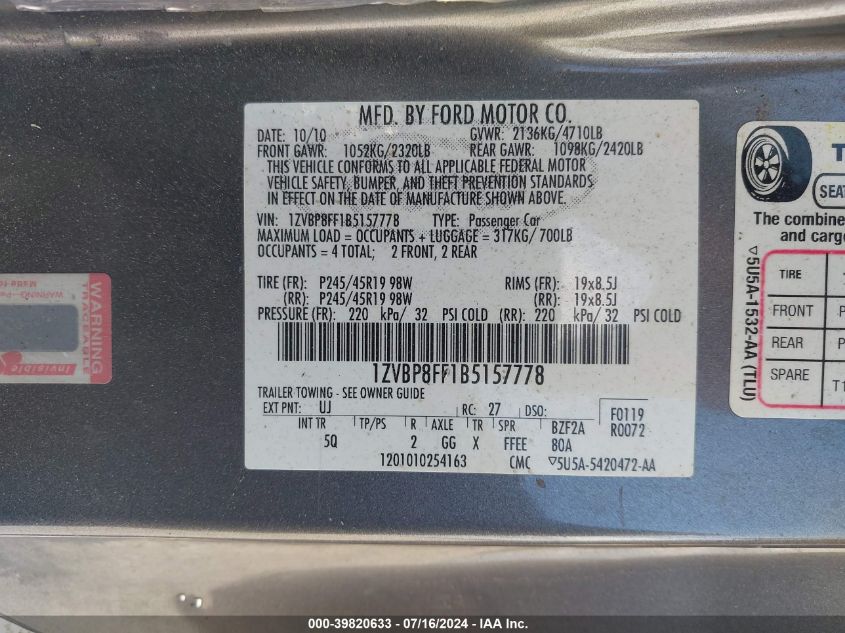 MFD. BY FORD MOTOR CO.
DATE: 10/10 GVWR: 2136KG/4710LB
FRONT GAWR: 1052KG/2320LB REAR GAWR: 1098KG/2420LB
THIS VEHICLE CONFORMS TO ALL APPLICABLE FEDERAL MOTOR
VEHICLE SAFETY, BUMPER, AND THEFT PREVENTION STANDARDS
IN EFFECT ON THE DATE OF MANUFACTURE SHOWN ABOVE.
VIN: 1ZVBP8FF1B5157778 TYPE: Passenger Car
MAXIMUM LOAD = OCCUPANTS + LUGGAGE = 317KG/ 700LB
OCCUPANTS = 4 TOTAL; 2 FRONT, 2 REAR
TIRE (FR): P245/45R19 98W RIMS (FR): 19x8.5J
(RR): P245/45R19 98W (RR): 19x8.5J
PRESSURE (FR): 220 kPa/ 32 PSI COLD (RR): 220 kPa/ 32 PSI COLD
1ZVBP8FF1B5157778
TRAILER TOWING - SEE OWNER GUIDE
EXT PNT: UJ RC: 27 DSO: F0119
INT TR TP/PS R AXLE TR SPR BZF2A R0072
5Q 2 GG X FFEE 80A
1201010254163 CMC ▽5U5A-5420472-AA
WARNING
TRACEABLE
Invisible
SEAT
The combine
and cargo
TIRE
FRONT P
REAR P
SPARE T1
▽5U5A-1532-AA (TLU)
000-39820633 - 07/16/2024 - IAA Inc.